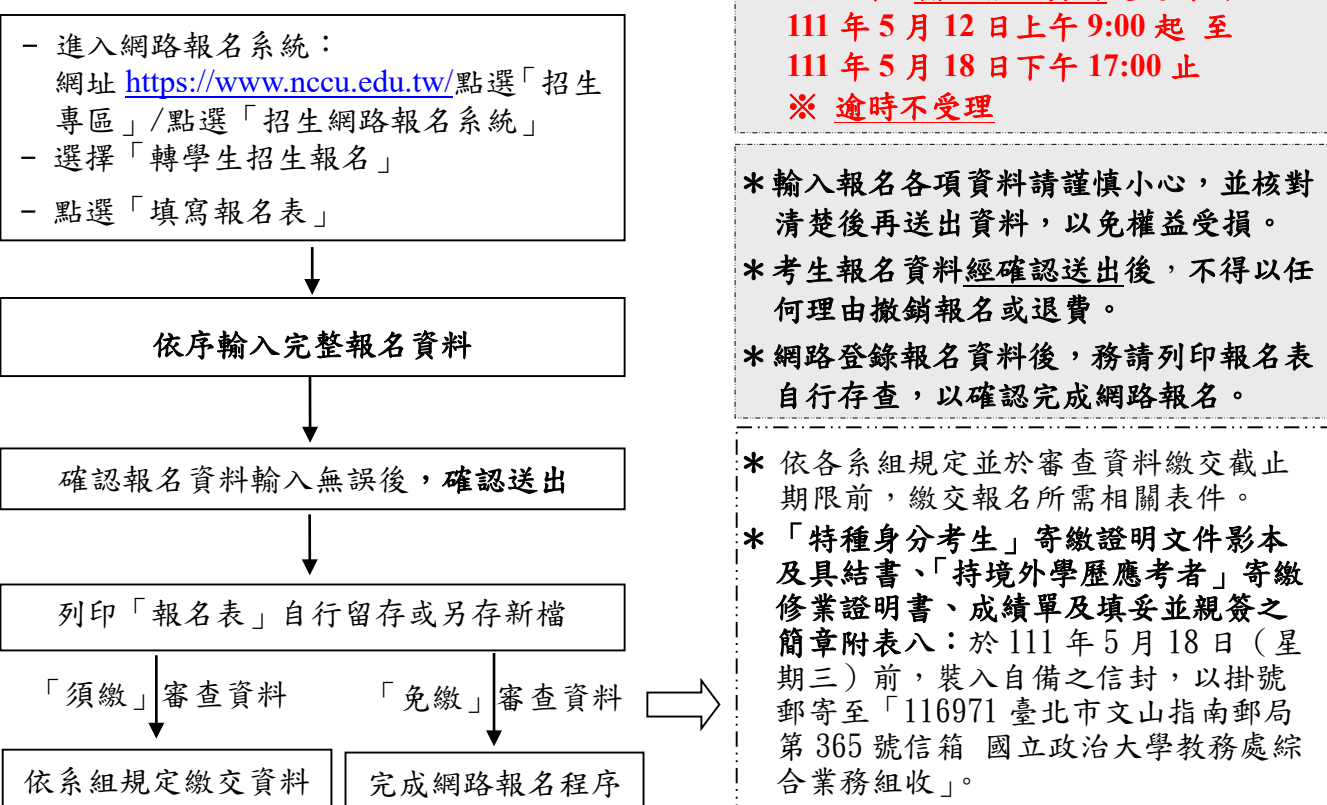 - 進入網路報名系統：
網址 https://www.nccu.edu.tw/點選「招生
專區」/點選「招生網路報名系統」
- 選擇「轉學生招生報名」
- 點選「填寫報名表」
依序輸入完整報名資料
確認報名資料輸入無誤後，確認送出
列印「報名表」自行留存或另存新檔
「須繳」審查資料
「免繳」審查資料
依系組規定繳交資料
完成網路報名程序
111 年 5 月 12 日上午 9:00 起 至
111 年 5 月 18 日下午 17:00 止
※ 逾時不受理
＊輸入報名各項資料請謹慎小心，並核對
清楚後再送出資料，以免權益受損。
＊考生報名資料經確認送出後，不得以任
何理由撤銷報名或退費。
＊網路登錄報名資料後，務請列印報名表
自行存查，以確認完成網路報名。
＊ 依各系組規定並於審查資料繳交截止
期限前，繳交報名所需相關表件。
＊「特種身分考生」寄繳證明文件影本
及具結書、「持境外學歷應考者」寄繳
修業證明書、成績單及填妥並親簽之
簡章附表八：於 111 年 5 月 18 日（星
期三）前，裝入自備之信封，以掛號
郵寄至「116971 臺北市文山指南郵局
第 365 號信箱 國立政治大學教務處綜
合業務組收」。